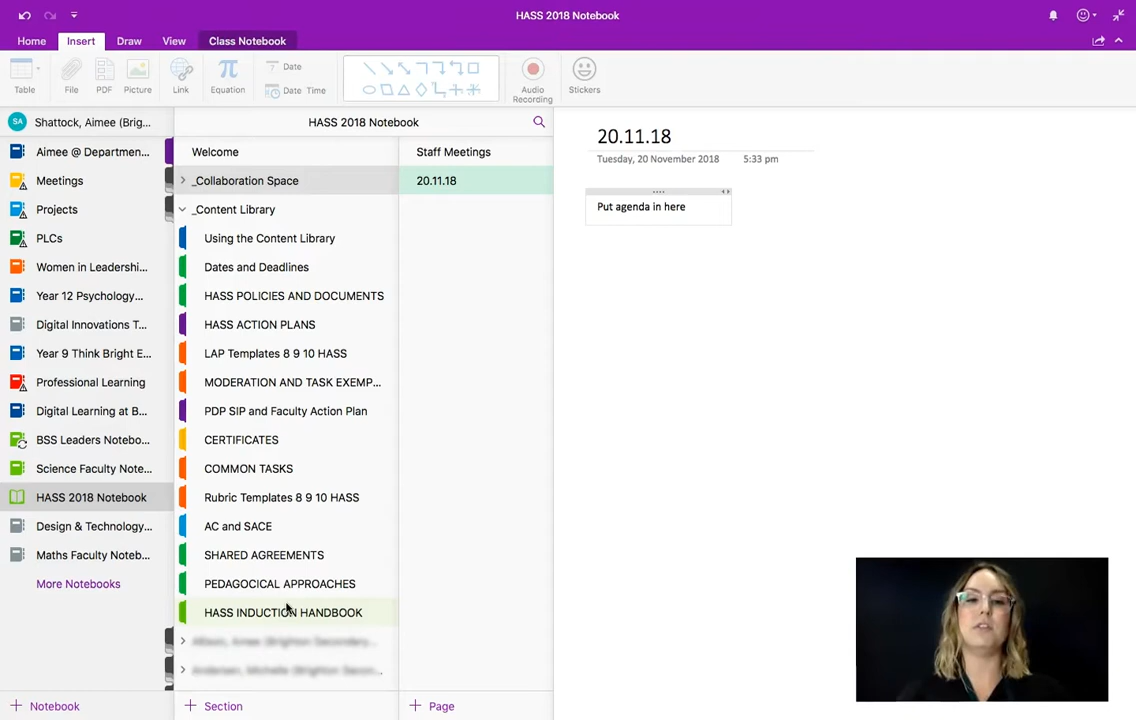 HASS 2018 Notebook
Home Insert Draw View Class Notebook
Table File PDF Picture Link Equation Date Date Time Audio Recording Stickers
SA Shattock, Aimee (Brig...
Aimee @ Departmen...
Meetings
Projects
PLCs
Women in Leadershi...
Year 12 Psychology...
Digital Innovations T...
Year 9 Think Bright E...
Professional Learning
Digital Learning at B...
BSS Leaders Notebo...
Science Faculty Note...
HASS 2018 Notebook
Design & Technology...
Maths Faculty Noteb...
More Notebooks
Notebook
HASS 2018 Notebook
Welcome
_Collaboration Space
_Content Library
Using the Content Library
Dates and Deadlines
HASS POLICIES AND DOCUMENTS
HASS ACTION PLANS
LAP Templates 8 9 10 HASS
MODERATION AND TASK EXEMP...
PDP SIP and Faculty Action Plan
CERTIFICATES
COMMON TASKS
Rubric Templates 8 9 10 HASS
AC and SACE
SHARED AGREEMENTS
PEDAGOCICAL APPROACHES
HASS INDUCTION HANDBOOK
Section
Staff Meetings
20.11.18
Page
20.11.18
Tuesday, 20 November 2018 5:33 pm
Put agenda in here